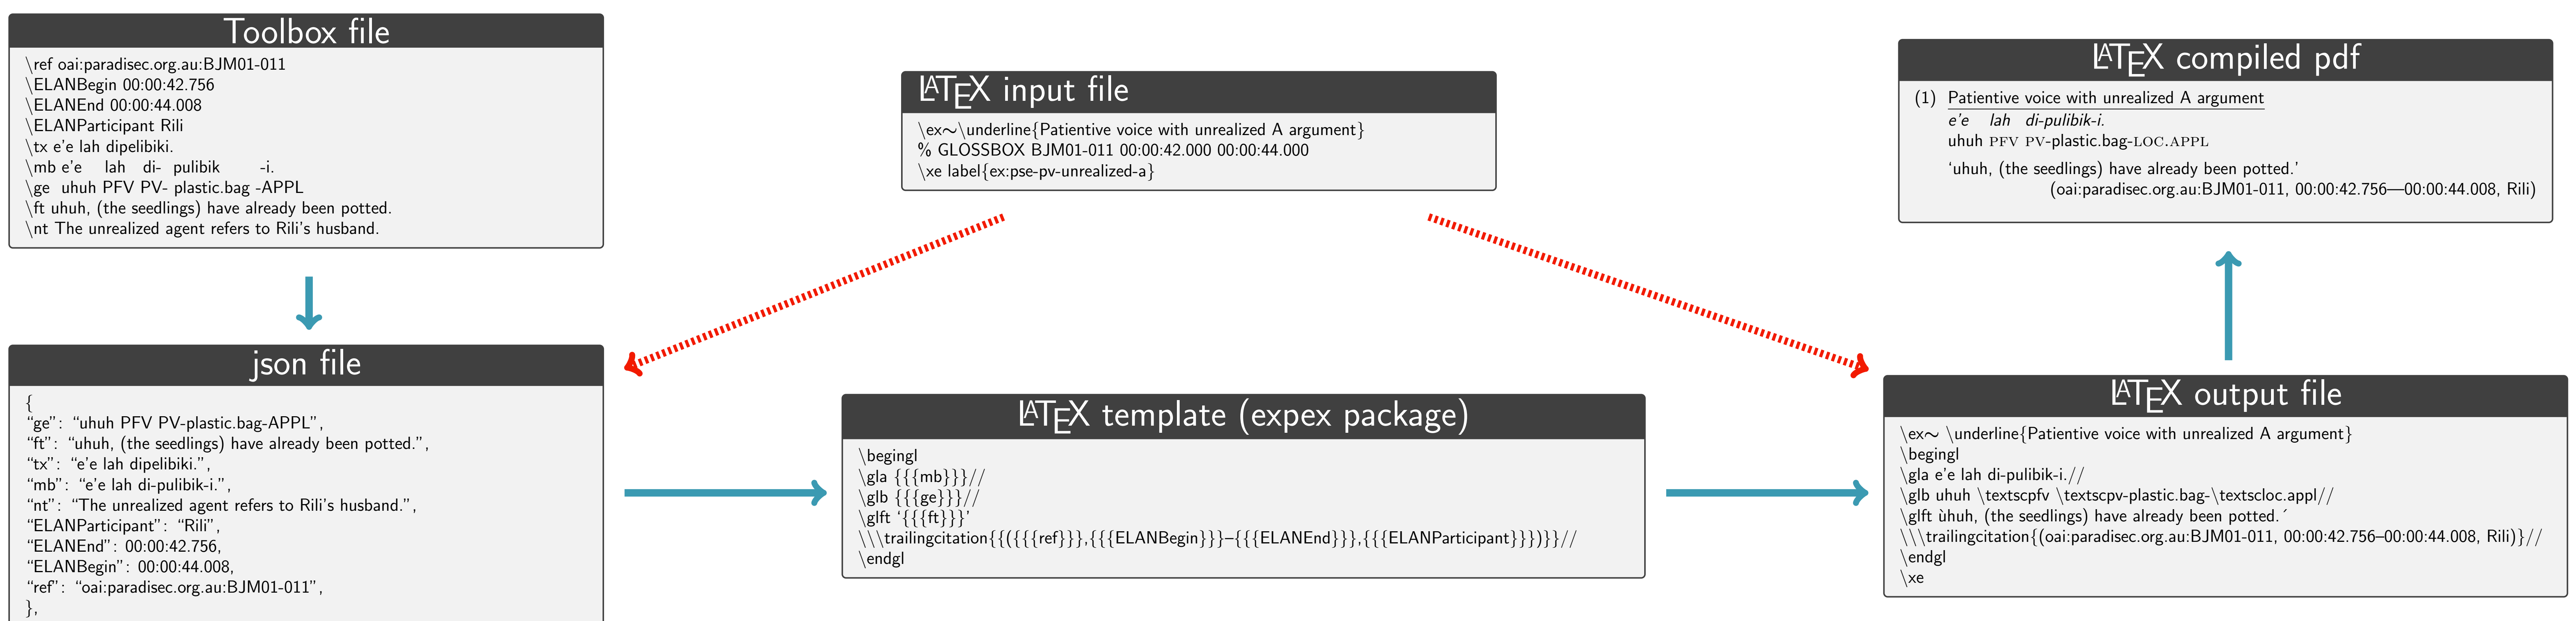 Toolbox file
\ref oai:paradisec.org.au:BJM01-011
\ELANBegin 00:00:42.756
\ELANEnd 00:00:44.008
\ELANParticipant Rili
\tx e'e lah dipelibiki.
\mb e'e lah di- pulibik -i.
\ge uhuh PFV PV- plastic.bag -APPL
\ft uhuh, (the seedlings) have already been potted.
\nt The unrealized agent refers to Rili's husband.
LATEX input file
\ex~\underline{Patientive voice with unrealized A argument}
% GLOSSBOX BJM01-011 00:00:42.000 00:00:44.000
\xe label{ex:pse-pv-unrealized-a}
LATEX compiled pdf
(1) Patientive voice with unrealized A argument
e'e lah di-pulibik-i.
uhuh PFV PV-plastic.bag-LOC.APPL
‘uhuh, (the seedlings) have already been potted.’
(oai:paradisec.org.au:BJM01-011, 00:00:42.756—00:00:44.008, Rili)
json file
{
“ge”: “uhuh PFV PV-plastic.bag-APPL”,
“ft”: “uhuh, (the seedlings) have already been potted.”,
“tx”: “e'e lah dipelibiki.”,
“mb”: “e'e lah di-pulibik-i.”,
“nt”: “The unrealized agent refers to Rili's husband.”,
“ELANParticipant”: “Rili”,
“ELANEnd”: 00:00:42.756,
“ELANBegin”: 00:00:44.008,
“ref”: “oai:paradisec.org.au:BJM01-011”,
},
LATEX template (expex package)
\begingl
\gla {{{mb}}}//
\glb {{{ge}}}//
\glft ‘{{{ft}}}’
\\\trailingcitation{{({{{ref}}},{{{ELANBegin}}}–{{{ELANEnd}}},{{{ELANParticipant}}})}}//
\endgl
LATEX output file
\ex~ \underline{Patientive voice with unrealized A argument}
\begingl
\gla e'e lah di-pulibik-i.//
\glb uhuh \textscpfv \textscpv-plastic.bag-\textscloc.appl//
\glft ùhuh, (the seedlings) have already been potted.´
\\\trailingcitation{(oai:paradisec.org.au:BJM01-011, 00:00:42.756–00:00:44.008, Rili)}//
\endgl
\xe